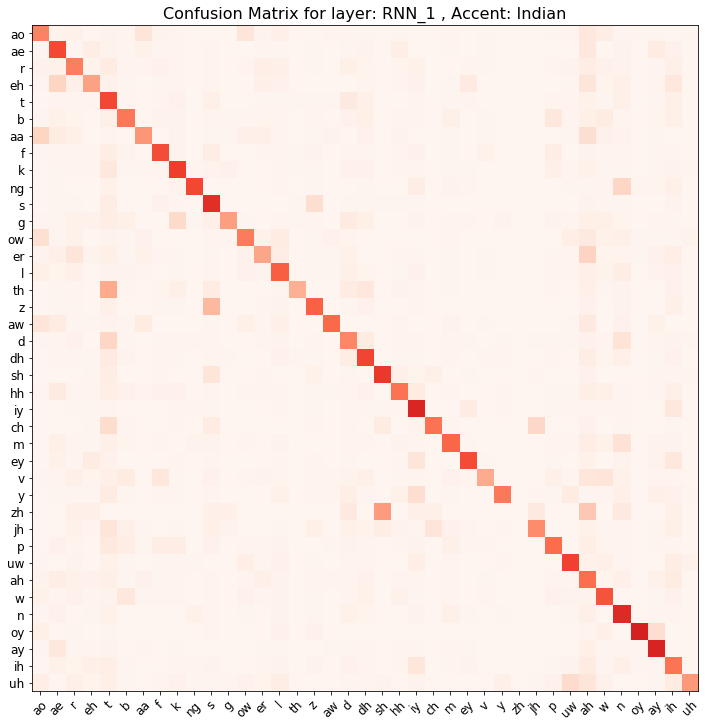 Confusion Matrix for layer: RNN_1 , Accent: Indian
ao
ae
r
eh
t
b
aa
f
k
ng
s
g
ow
er
l
th
z
aw
d
dh
sh
hh
iy
ch
m
ey
v
y
zh
jh
p
uw
ah
w
n
oy
ay
ih
uh
ao ae r eh t b aa f k ng s g ow er l th z aw d dh sh hh iy ch m ey v y zh jh p uw ah w n oy ay ih uh